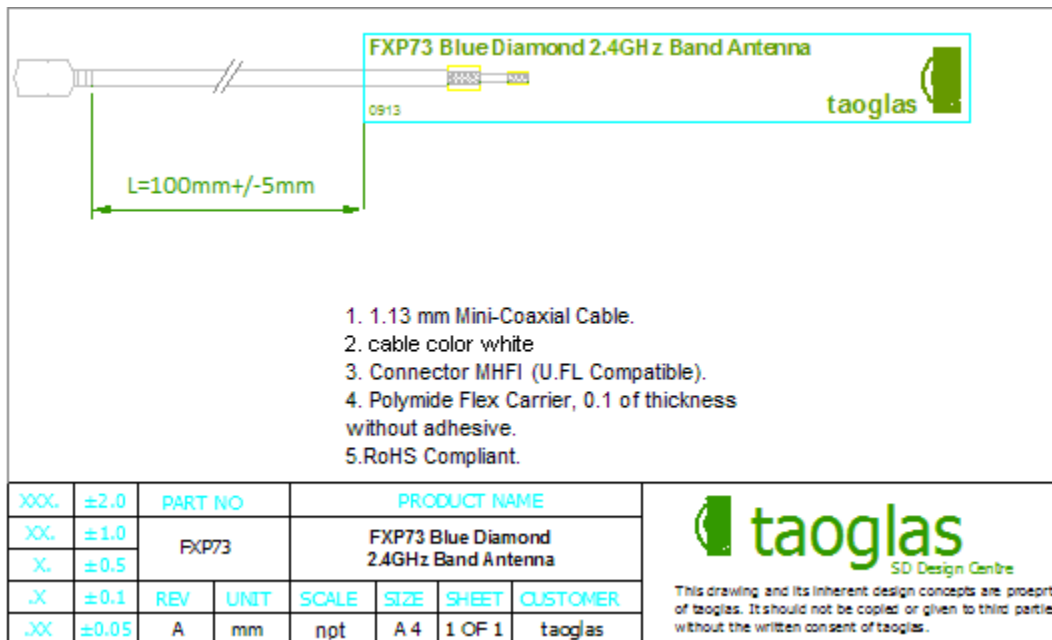 FXP73 Blue Diamond 2.4GHz Band Antenna
taoglas
0913
L=100mm+/-5mm
1. 1.13 mm Mini-Coaxial Cable.
2. cable color white
3. Connector MHFI (U.FL Compatible).
4. Polymide Flex Carrier, 0.1 of thickness
without adhesive.
5.RoHS Compliant.
XXX. ±2.0 PART NO PRODUCT NAME
XX. ±1.0 FXP73 FXP73 Blue Diamond
2.4GHz Band Antenna
X. ±0.5
.X ±0.1 REV UNIT SCALE SIZE SHEET CUSTOMER
.XX ±0.05 A mm npt A4 1 OF 1 taoglas
taoglas
SD Design Centre
This drawing and its inherent design concepts are proeprt
of taoglas. It should not be copied or given to third partie
without the written consent of taoglas.